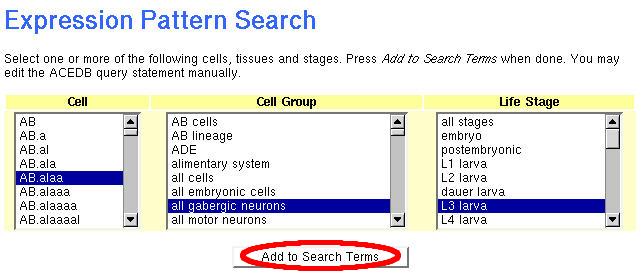 Expression Pattern Search
Select one or more of the following cells, tissues and stages. Press Add to Search Terms when done. You may
edit the ACEDB query statement manually.
Cell
AB
AB.a
AB.al
AB.ala
AB.alaa
AB.alaaa
AB.alaaaa
AB.alaaaal
Cell Group
AB cells
AB lineage
ADE
alimentary system
all cells
all embryonic cells
all gabergic neurons
all motor neurons
Life Stage
all stages
embryo
postembryonic
L1 larva
L2 larva
dauer larva
L3 larva
L4 larva
Add to Search Terms